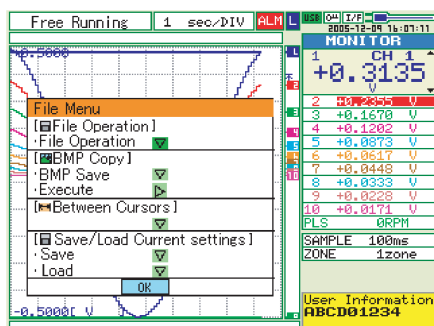 Free Running 1 sec/DIV ALM L USB I/F
2005-12-09 16:07:11
MONITOR
1 CH 1
+0.3135
V
+0.5000
2 +0.2355 V
3 +0.1670 V
4 +0.1202 V
5 +0.0873 V
6 +0.0617 V
7 +0.0448 V
8 +0.0333 V
9 +0.0228 V
10 +0.0171 V
PLS 0RPM
SAMPLE 100ms
ZONE 1zone
User Information
ABCD01234
File Menu
[File Operation]
·File Operation
[BMP Copy]
·BMP Save
·Execute
[Between Cursors]
[Save/Load Current settings]
·Save
·Load
OK
-0.5000[ V ]